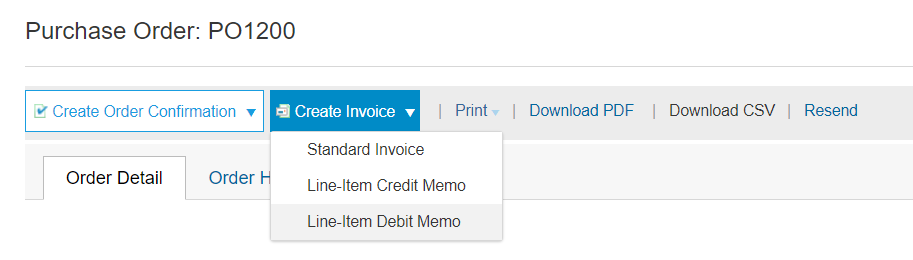 Purchase Order: PO1200
Create Order Confirmation Create Invoice | Print | Download PDF | Download CSV | Resend
Standard Invoice
Line-Item Credit Memo
Line-Item Debit Memo
Order Detail Order H